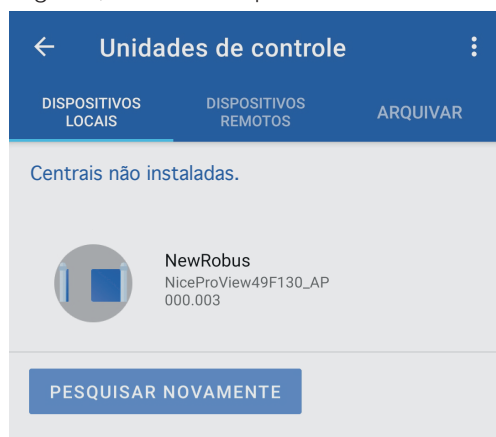 Unidades de controle
DISPOSITIVOS
LOCAIS
DISPOSITIVOS
REMOTOS
ARQUIVAR
Centrais não instaladas.
NewRobus
NiceProView49F130_AP
000.003
PESQUISAR NOVAMENTE